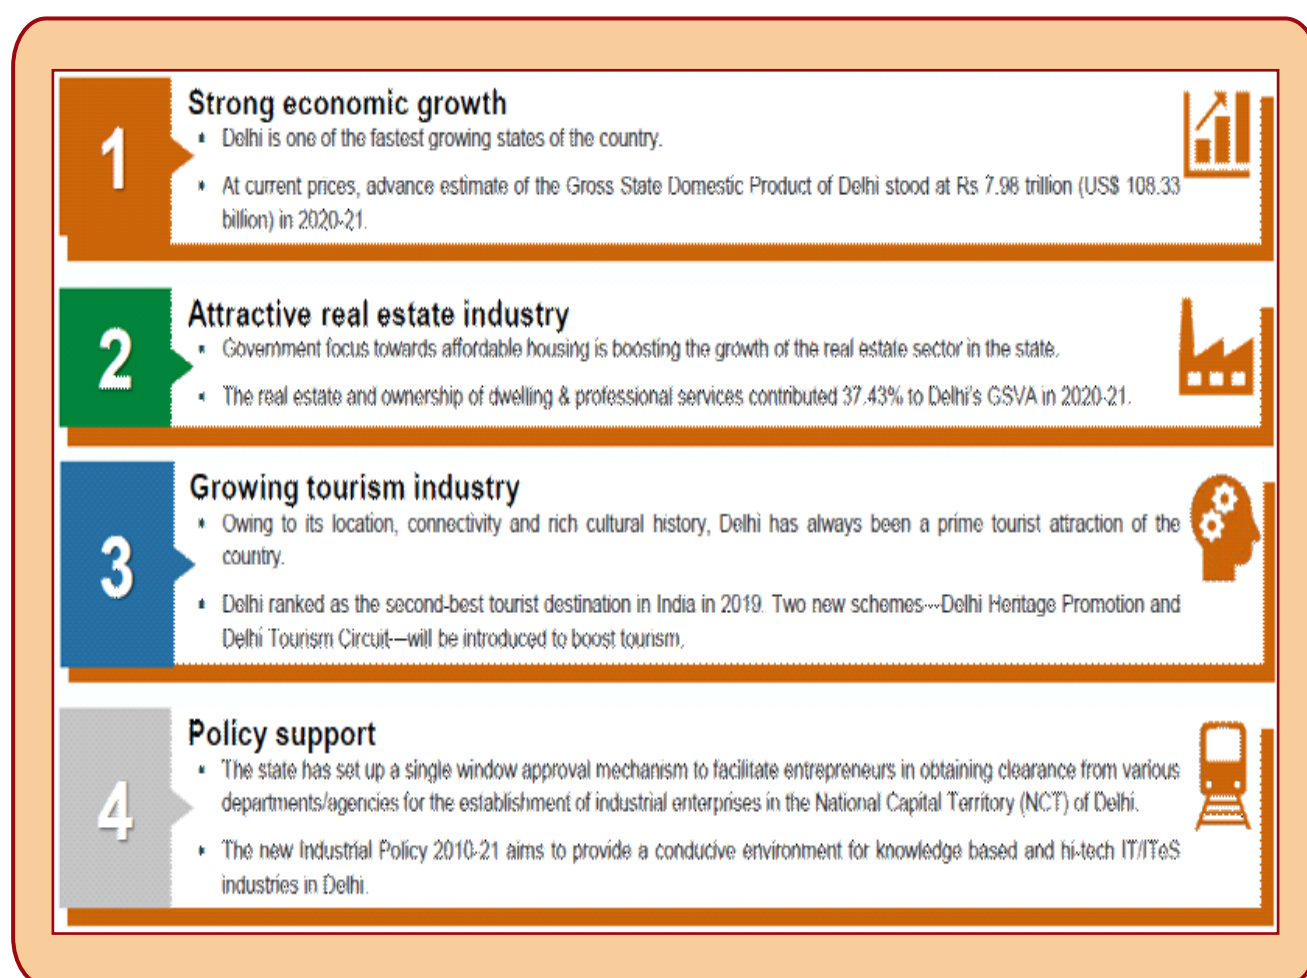 1
Strong economic growth
• Delhi is one of the fastest growing states of the country.
• At current prices, advance estimate of the Gross State Domestic Product of Delhi stood at Rs 7.98 trillion (US$ 108.33
billion) in 2020-21.
2
Attractive real estate industry
• Government focus towards affordable housing is boosting the growth of the real estate sector in the state.
• The real estate and ownership of dwelling & professional services contributed 37.43% to Delhi's GSVA in 2020-21.
3
Growing tourism industry
• Owing to its location, connectivity and rich cultural history, Delhi has always been a prime tourist attraction of the
country.
• Delhi ranked as the second-best tourist destination in India in 2019. Two new schemes—Delhi Heritage Promotion and
Delhi Tourism Circuit—will be introduced to boost tourism.
4
Policy support
• The state has set up a single window approval mechanism to facilitate entrepreneurs in obtaining clearance from various
departments/agencies for the establishment of industrial enterprises in the National Capital Territory (NCT) of Delhi.
• The new Industrial Policy 2010-21 aims to provide a conducive environment for knowledge based and hi-tech IT/ITeS
industries in Delhi.